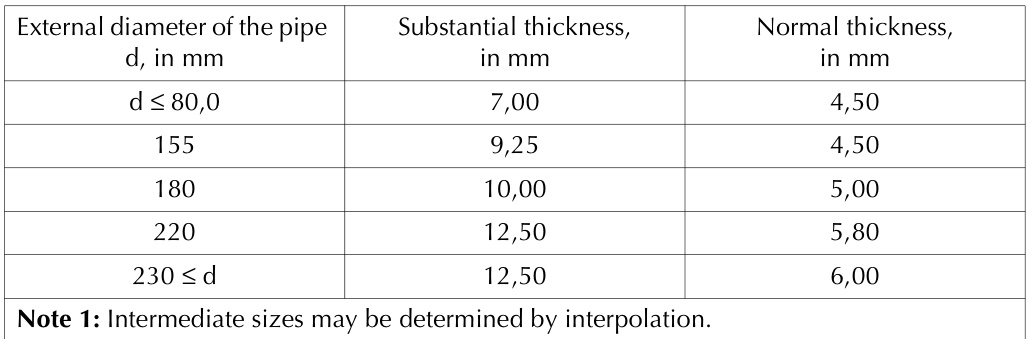 External diameter of the pipe d, in mm	Substantial thickness, in mm	Normal thickness, in mm
d ≤ 80,0	7,00	4,50
155	9,25	4,50
180	10,00	5,00
220	12,50	5,80
230 ≤ d	12,50	6,00
Note 1: Intermediate sizes may be determined by interpolation.